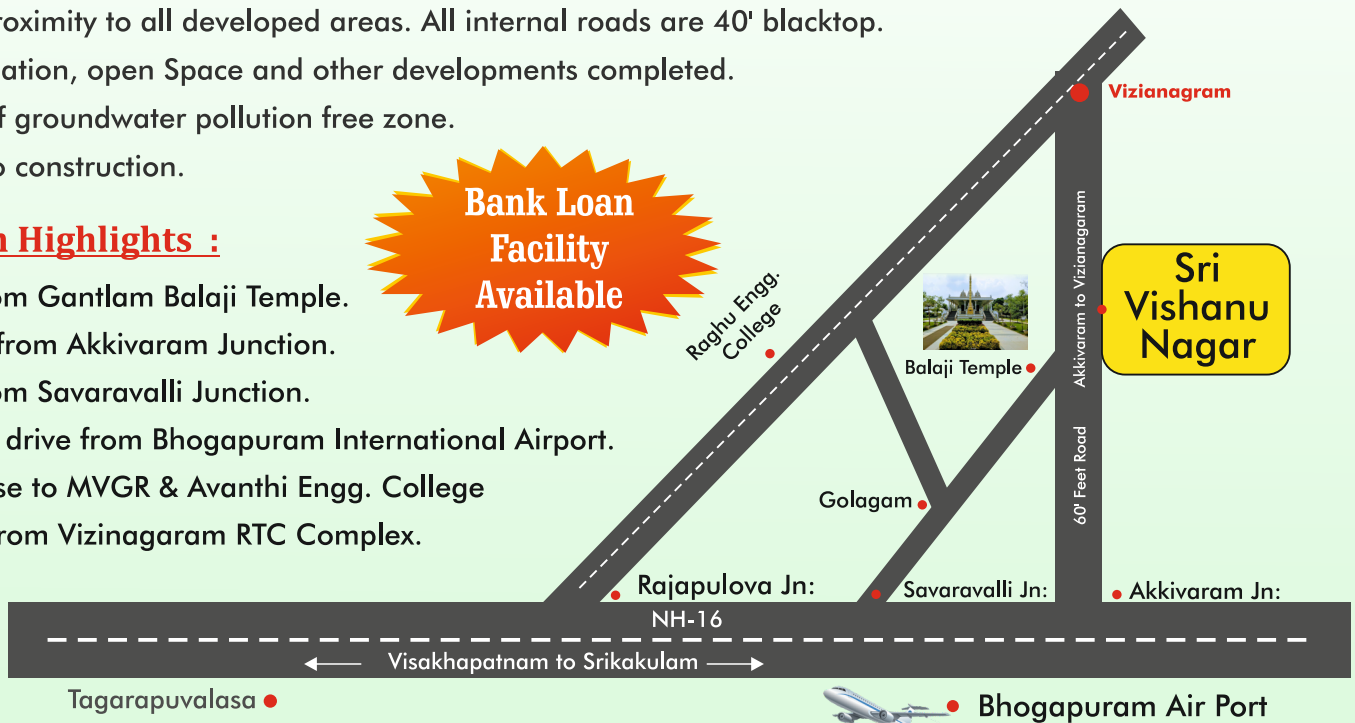 roximity to all developed areas. All internal roads are 40' blacktop.
ation, open Space and other developments completed.
f groundwater pollution free zone.
o construction.
Bank Loan
Facility
Available
n Highlights :
om Gantlam Balaji Temple.
from Akkivaram Junction.
om Savaravalli Junction.
drive from Bhogapuram International Airport.
se to MVGR & Avanthi Engg. College
rom Vizinagaram RTC Complex.
Vizianagram
Akkivaram to Vizianagaram
60' Feet Road
Sri
Vishanu
Nagar
Raghu Engg.
College
Balaji Temple
Golagam
Rajapulova Jn:
Savaravalli Jn:
Akkivaram Jn:
NH-16
Visakhapatnam to Srikakulam
Tagarapuvalasa
Bhogapuram Air Port